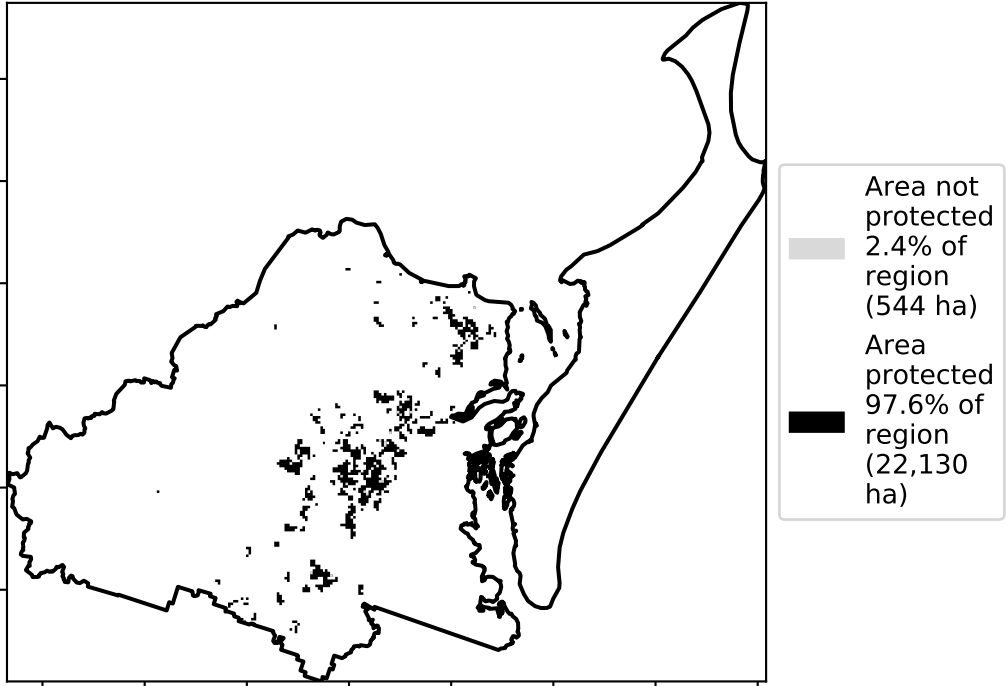 Area not
protected
2.4% of
region
(544 ha)
Area
protected
97.6% of
region
(22,130
ha)